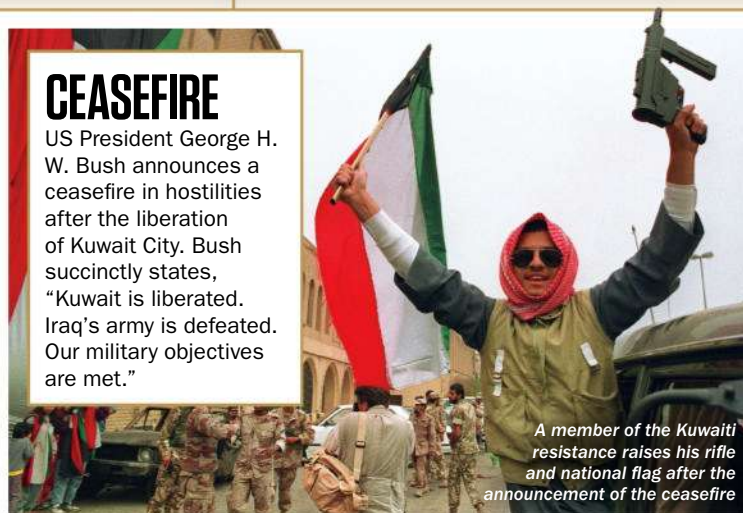 CEASEFIRE
US President George H.
W. Bush announces a
ceasefire in hostilities
after the liberation
of Kuwait City. Bush
succinctly states,
“Kuwait is liberated.
Iraq’s army is defeated.
Our military objectives
are met.”
A member of the Kuwaiti
resistance raises his rifle
and national flag after the
announcement of the ceasefire